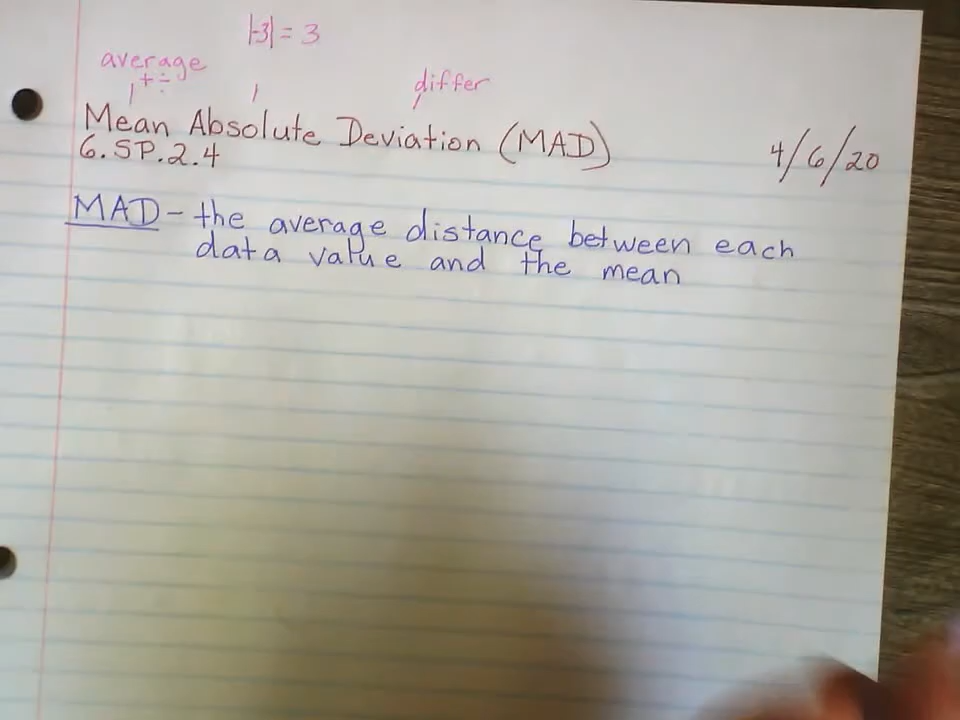 |-3| = 3
average
+ ÷
differ
Mean Absolute Deviation (MAD)
6.SP.2.4
4/6/20
MAD - the average distance between each
data value and the mean